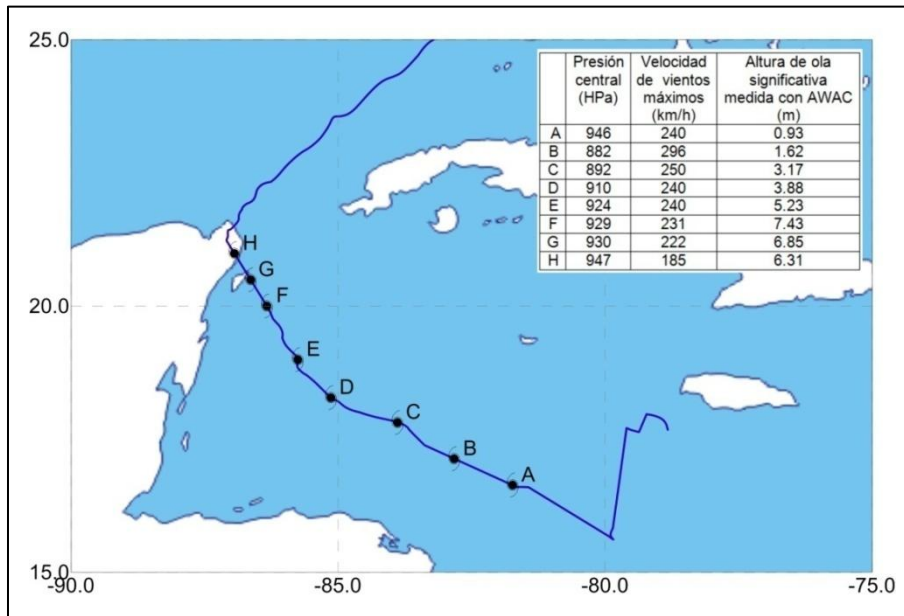 25.0
Presión central (HPa) Velocidad de vientos máximos (km/h) Altura de ola significativa medida con AWAC (m)
A 946 240 0.93
B 882 296 1.62
C 892 250 3.17
D 910 240 3.88
E 924 240 5.23
F 929 231 7.43
G 930 222 6.85
H 947 185 6.31
H
G
F
20.0
E
D
C
B
A
15.0
-90.0 -85.0 -80.0 -75.0